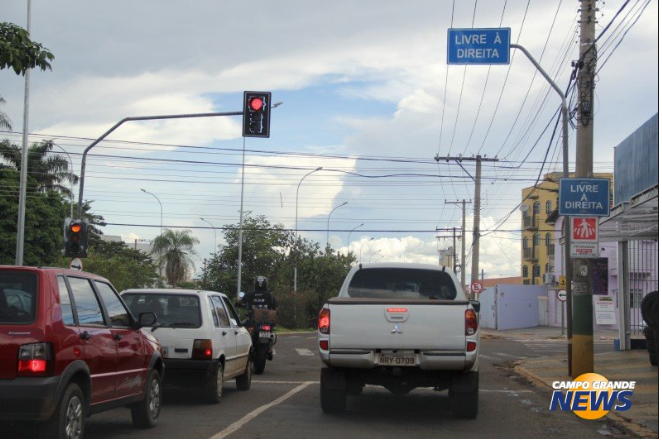 LIVRE À
DIREITA
LIVRE
À
DIREITA
CAMPO GRANDE
NEWS